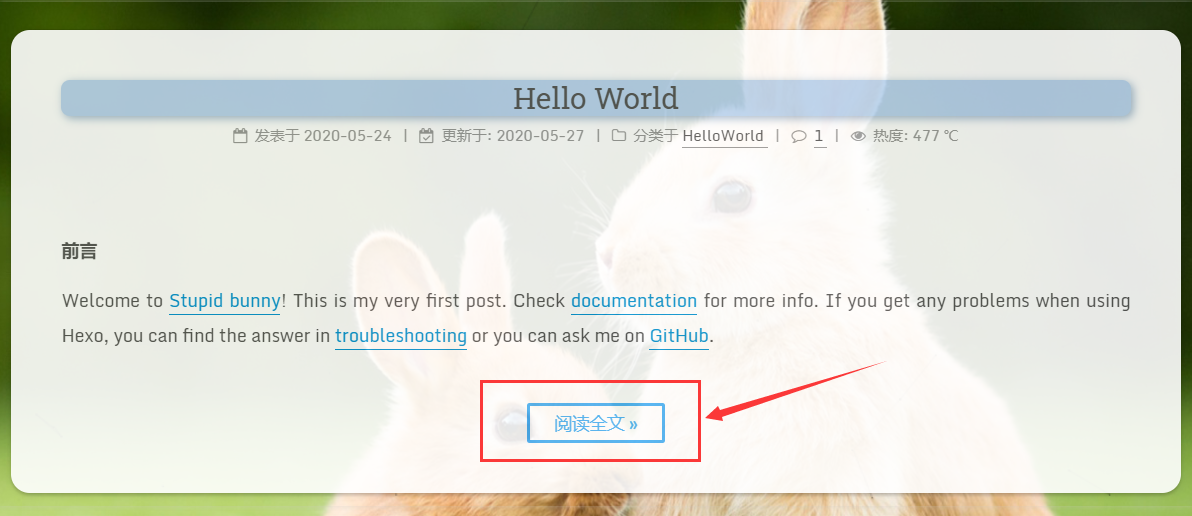 Hello World
发表于 2020-05-24 | 更新于: 2020-05-27 | 分类于 HelloWorld | 1 | 热度: 477 ℃
前言
Welcome to Stupid bunny! This is my very first post. Check documentation for more info. If you get any problems when using
Hexo, you can find the answer in troubleshooting or you can ask me on GitHub.
阅读全文 »